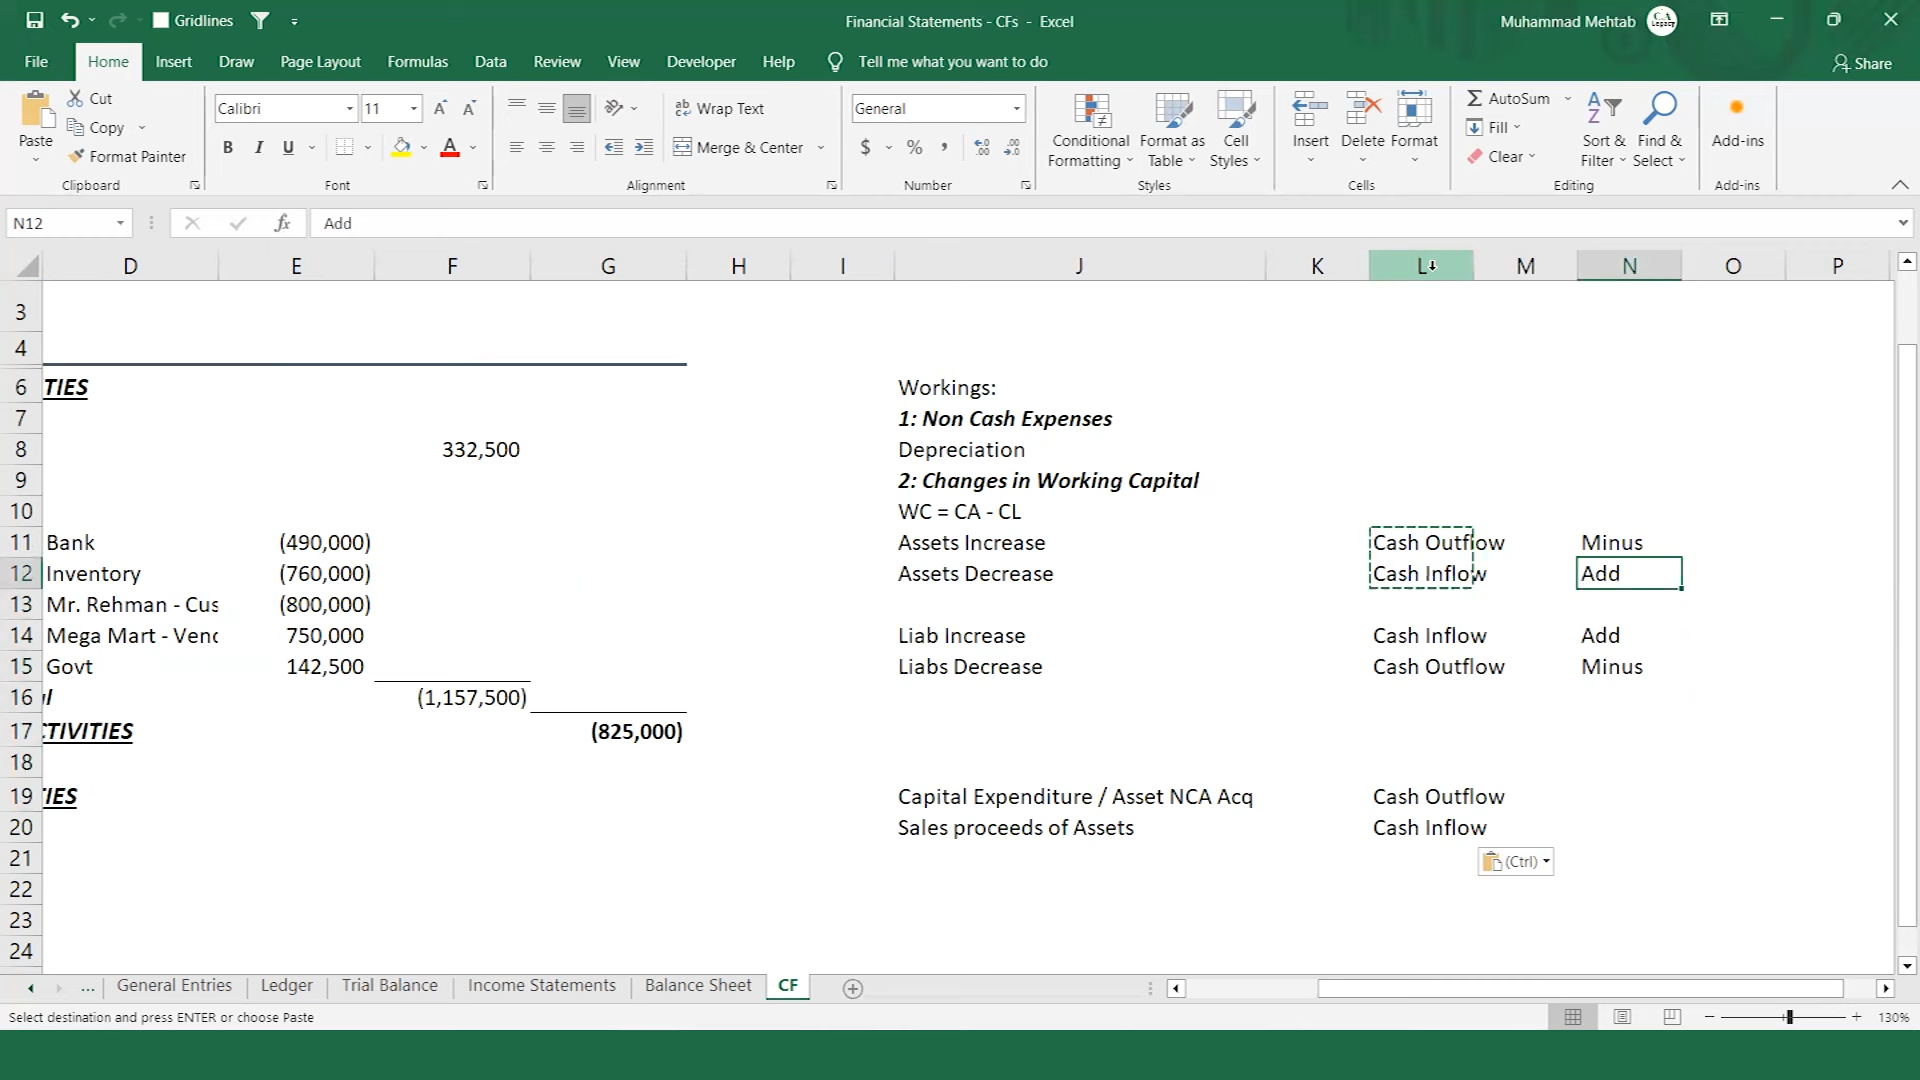 Gridlines
Financial Statements - CFs - Excel
Muhammad Mehtab
CA
Legacy
File Home Insert Draw Page Layout Formulas Data Review View Developer Help Tell me what you want to do Share
Paste
Cut
Copy
Format Painter
Calibri 11
B I U
Wrap Text
Merge & Center
General
$ % ,
Conditional Formatting
Format as Table
Cell Styles
Insert Delete Format
AutoSum
Fill
Clear
Sort & Filter
Find & Select
Add-ins
Clipboard Font Alignment Number Styles Cells Editing Add-ins
N12 fx Add
D E F G H I J K L M N O P
3
4
6 TIES Workings:
7 1: Non Cash Expenses
8 332,500 Depreciation
9 2: Changes in Working Capital
10 WC = CA - CL
11 Bank (490,000) Assets Increase Cash Outflow Minus
12 Inventory (760,000) Assets Decrease Cash Inflow Add
13 Mr. Rehman - Cus (800,000)
14 Mega Mart - Venc 750,000 Liab Increase Cash Inflow Add
15 Govt 142,500 Liabs Decrease Cash Outflow Minus
16 l (1,157,500)
17 CTIVITIES (825,000)
18
19 IES Capital Expenditure / Asset NCA Acq Cash Outflow
20 Sales proceeds of Assets Cash Inflow
21 (Ctrl)
22
23
24
... General Entries Ledger Trial Balance Income Statements Balance Sheet CF
Select destination and press ENTER or choose Paste 130%